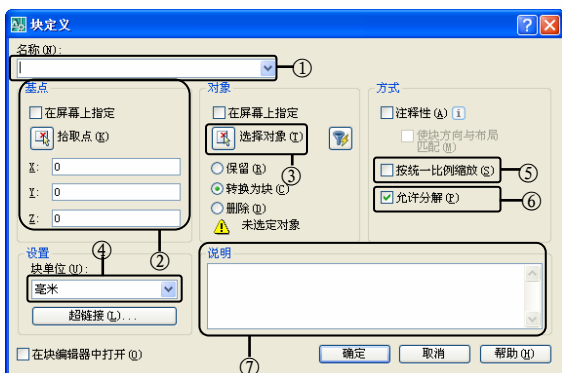 块定义
名称(N):
①
基点
在屏幕上指定
拾取点(K)
X: 0
Y: 0
Z: 0
②
对象
在屏幕上指定
选择对象(T)
③
保留(R)
转换为块(C)
删除(D)
未选定对象
方式
注释性(A)
使块方向与布局
匹配(M)
按统一比例缩放(S)
⑤
允许分解(P)
⑥
设置
④
块单位(U):
毫米
超链接(L)...
说明
⑦
在块编辑器中打开(O)
确定 取消 帮助(H)